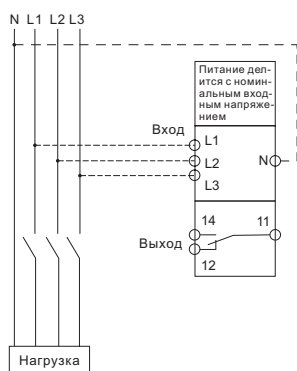 N L1 L2 L3
Питание дел-
ится с номин-
альным вход-
ным напряже-
нием
Вход
L1
L2
N
L3
14
11
Выход
12
Нагрузка